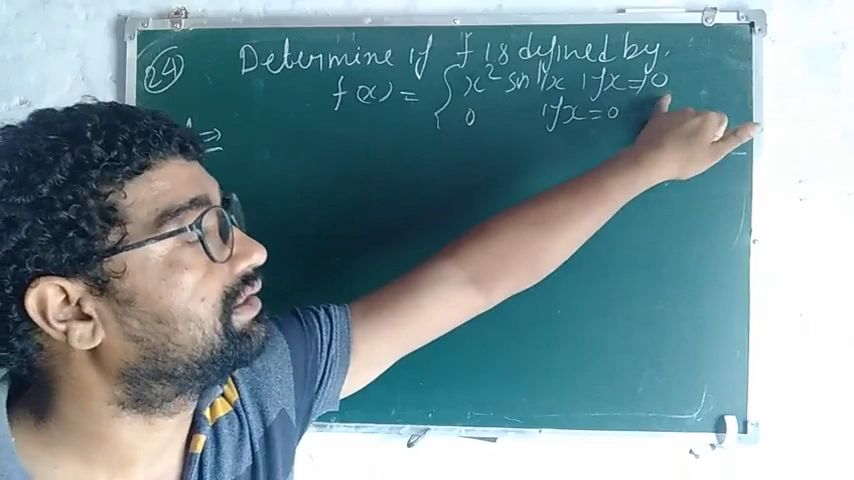 24 Determine if f is defined by.
f(x) = { x² sin 1/x if x ≠ 0
0 if x = 0
A ⇒